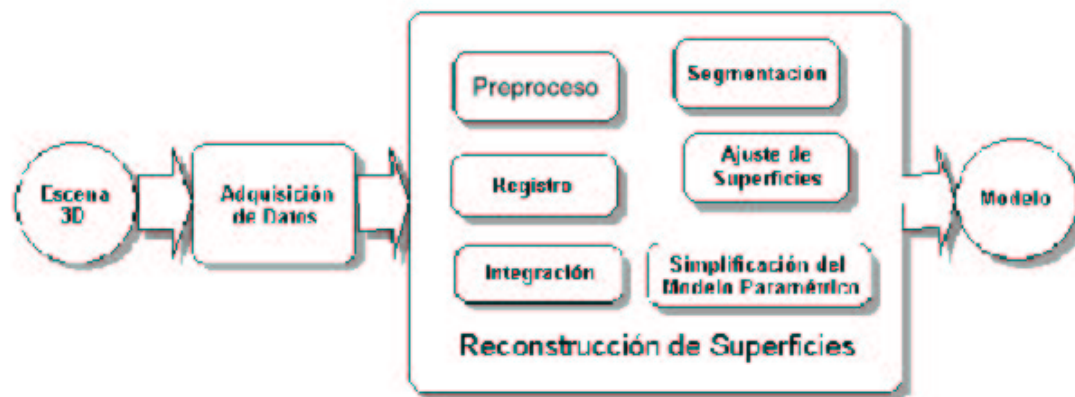 Escena
3D
Adquisición
de Datos
Preproceso
Registro
Integración
Segmentación
Ajuste de
Superficies
Simplificación del
Modelo Paramétrico
Reconstrucción de Superficies
Modelo